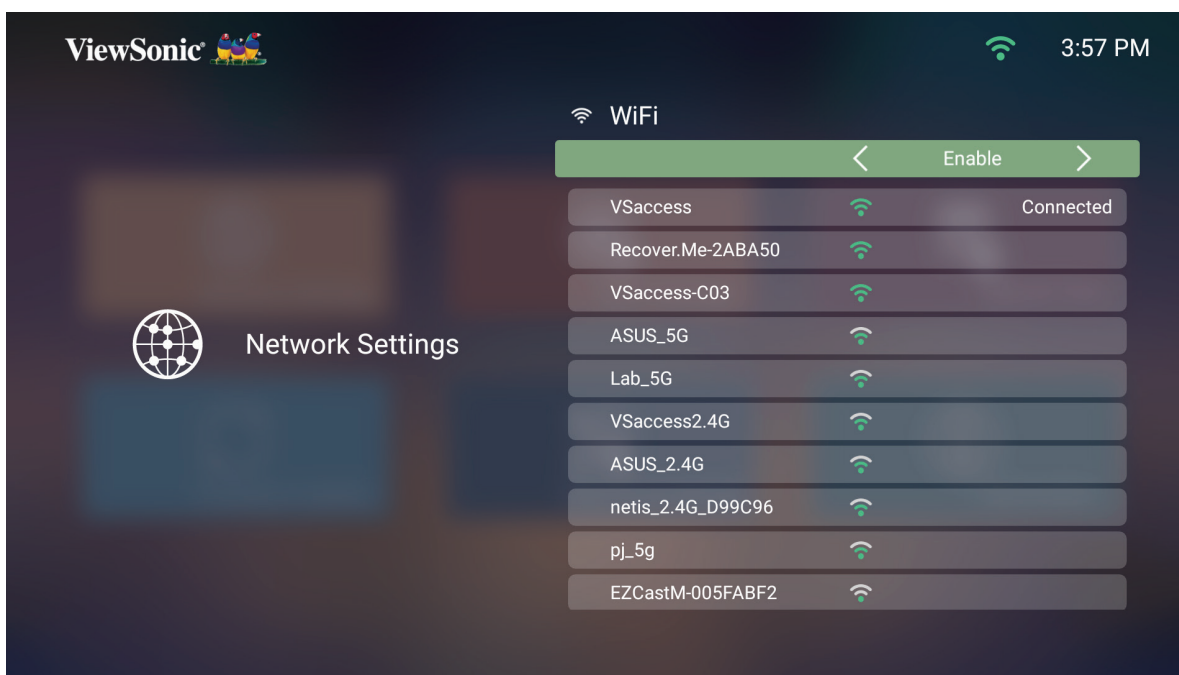 ViewSonic
3:57 PM
WiFi
Enable
VSaccess Connected
Recover.Me-2ABA50
VSaccess-C03
ASUS_5G
Network Settings
Lab_5G
VSaccess2.4G
ASUS_2.4G
netis_2.4G_D99C96
pj_5g
EZCastM-005FABF2